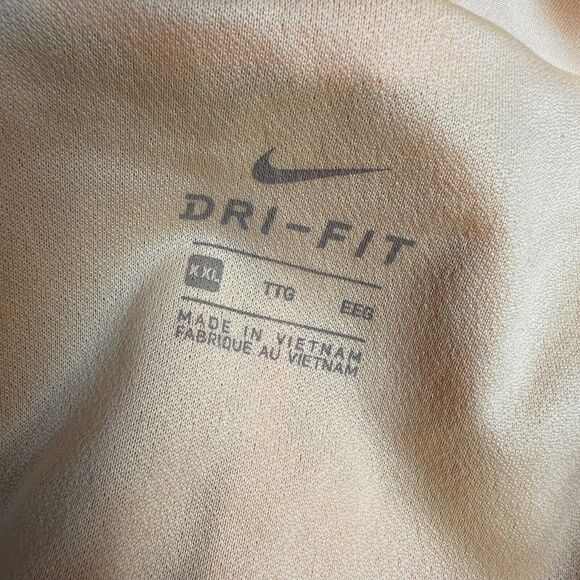 DRI-FIT
XXL TTG EEG
MADE IN VIETNAM
FABRIQUE AU VIETNAM